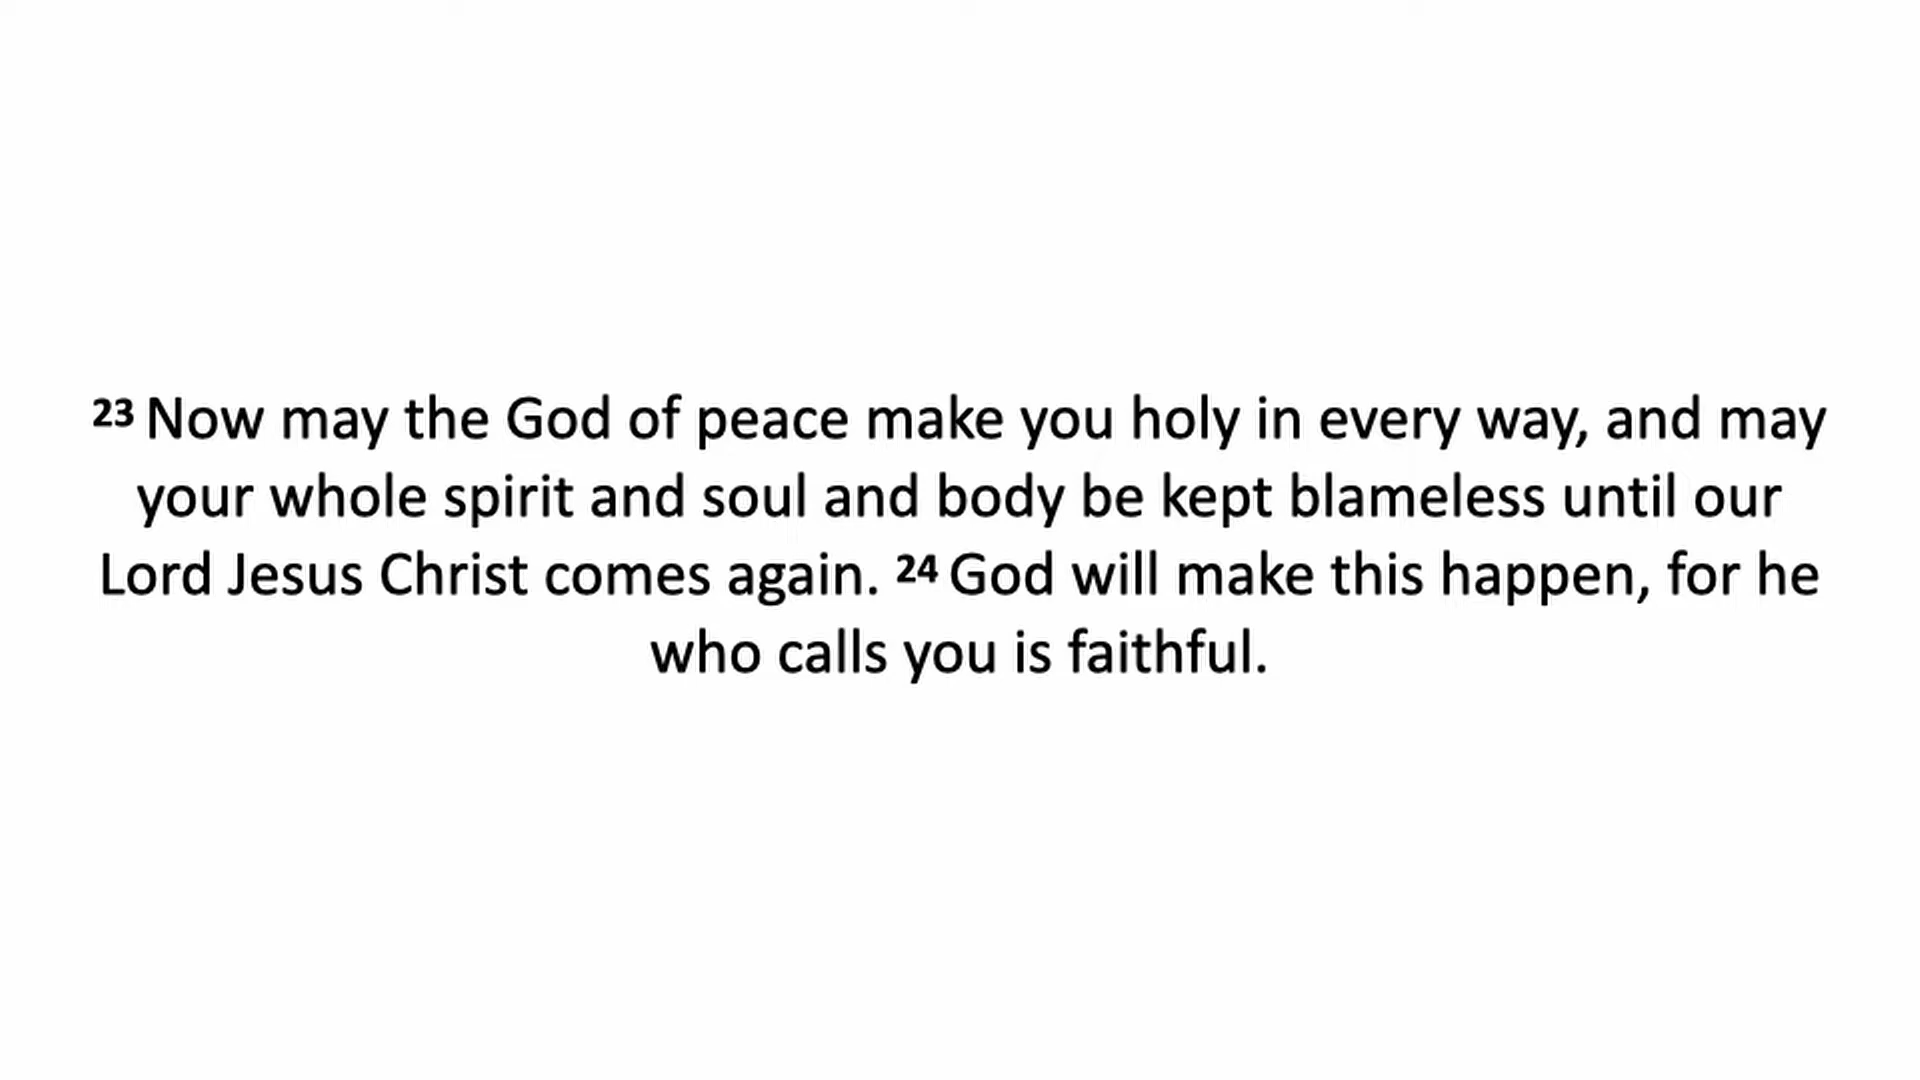 23 Now may the God of peace make you holy in every way, and may
your whole spirit and soul and body be kept blameless until our
Lord Jesus Christ comes again. 24 God will make this happen, for he
who calls you is faithful.